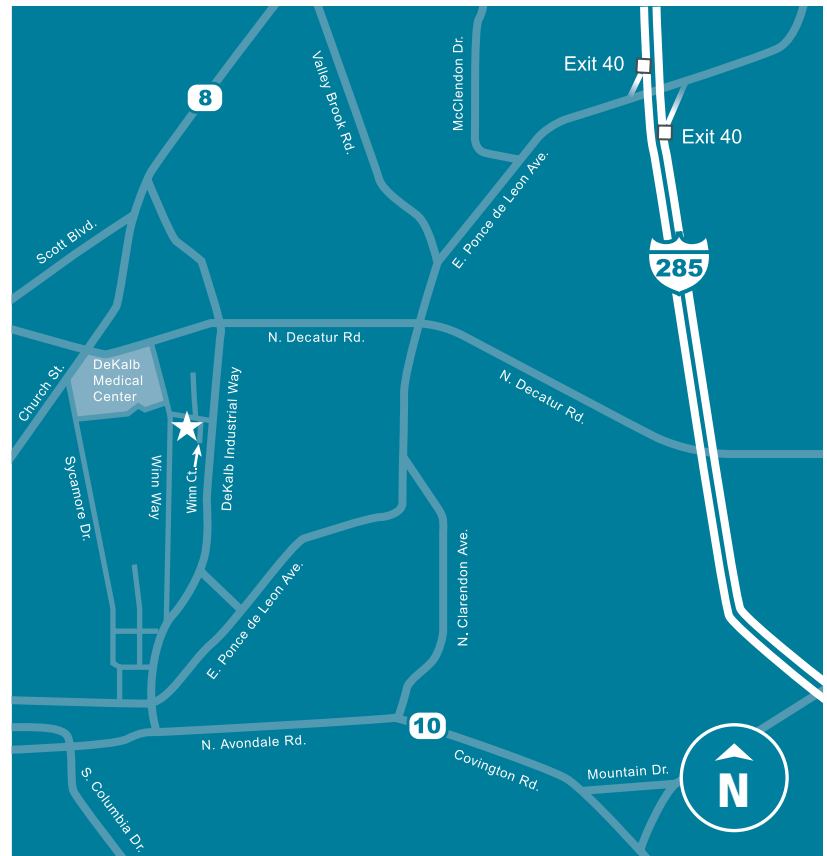 Exit 40
Valley Brook Rd.
McClendon Dr.
8
Exit 40
E. Ponce de Leon Ave.
Scott Blvd.
285
N. Decatur Rd.
DeKalb
Medical
Center
Church St.
N. Decatur Rd.
DeKalb Industrial Way
Winn Ct.
Winn Way
Sycamore Dr.
N. Clarendon Ave.
E. Ponce de Leon Ave.
10
N. Avondale Rd.
Covington Rd.
Mountain Dr.
S. Columbia Dr.
N